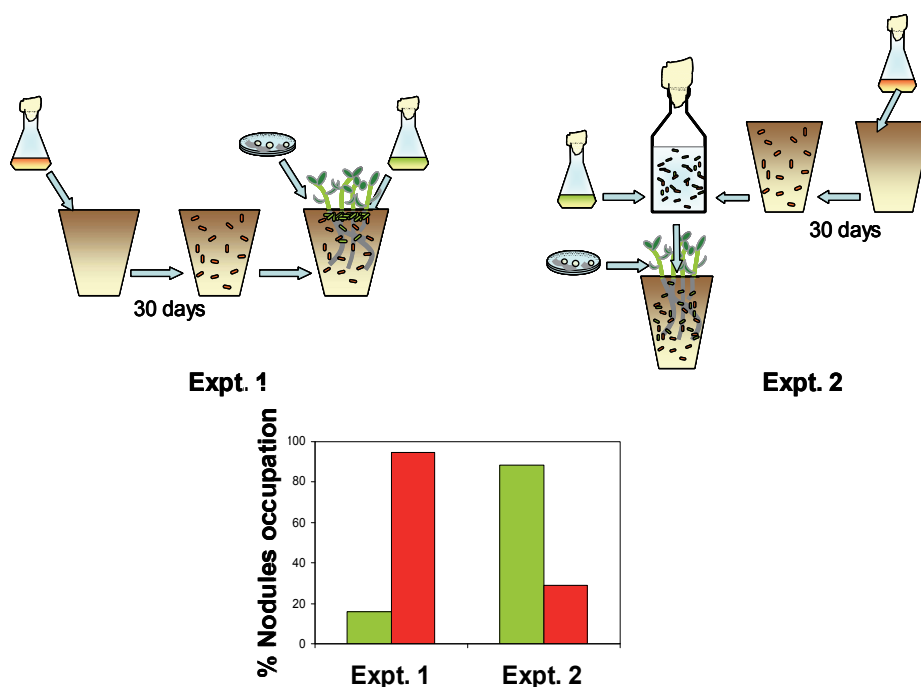 30 days
30 days
Expt. 1
Expt. 2
% Nodules occupation
100
80
60
40
20
0
Expt. 1
Expt. 2